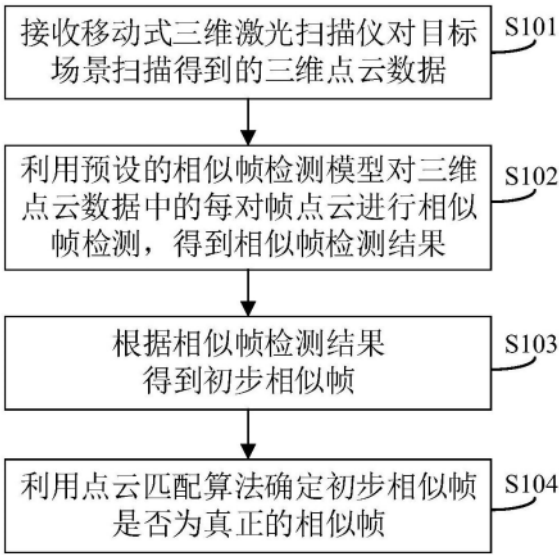 接收移动式三维激光扫描仪对目标
场景扫描得到的三维点云数据
S101
利用预设的相似帧检测模型对三维
点云数据中的每对帧点云进行相似
帧检测，得到相似帧检测结果
S102
根据相似帧检测结果
得到初步相似帧
S103
利用点云匹配算法确定初步相似帧
是否为真正的相似帧
S104